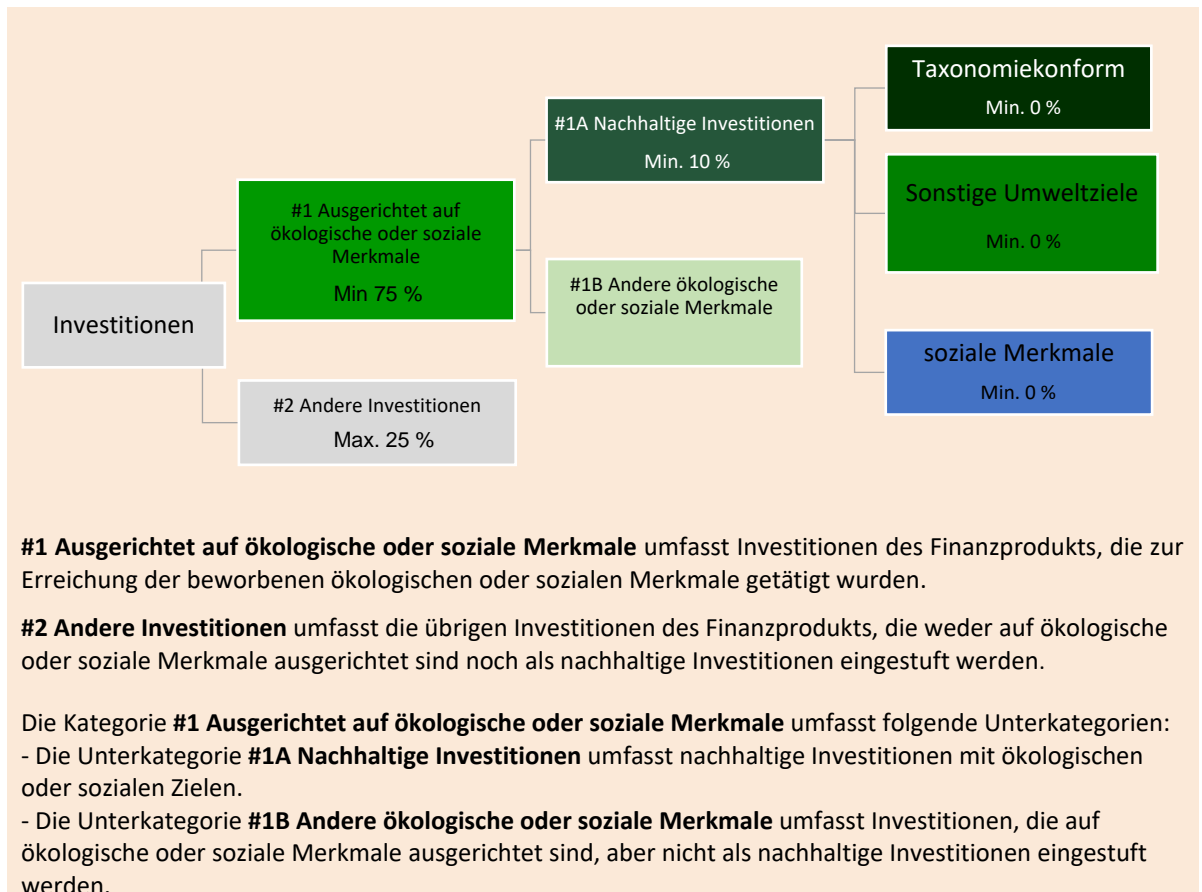 Investitionen
#1 Ausgerichtet auf
ökologische oder soziale
Merkmale
Min 75 %
#2 Andere Investitionen
Max. 25 %
#1A Nachhaltige Investitionen
Min. 10 %
#1B Andere ökologische
oder soziale Merkmale
Taxonomiekonform
Min. 0 %
Sonstige Umweltziele
Min. 0 %
soziale Merkmale
Min. 0 %
#1 Ausgerichtet auf ökologische oder soziale Merkmale umfasst Investitionen des Finanzprodukts, die zur
Erreichung der beworbenen ökologischen oder sozialen Merkmale getätigt wurden.
#2 Andere Investitionen umfasst die übrigen Investitionen des Finanzprodukts, die weder auf ökologische
oder soziale Merkmale ausgerichtet sind noch als nachhaltige Investitionen eingestuft werden.
Die Kategorie #1 Ausgerichtet auf ökologische oder soziale Merkmale umfasst folgende Unterkategorien:
- Die Unterkategorie #1A Nachhaltige Investitionen umfasst nachhaltige Investitionen mit ökologischen
oder sozialen Zielen.
- Die Unterkategorie #1B Andere ökologische oder soziale Merkmale umfasst Investitionen, die auf
ökologische oder soziale Merkmale ausgerichtet sind, aber nicht als nachhaltige Investitionen eingestuft
werden.